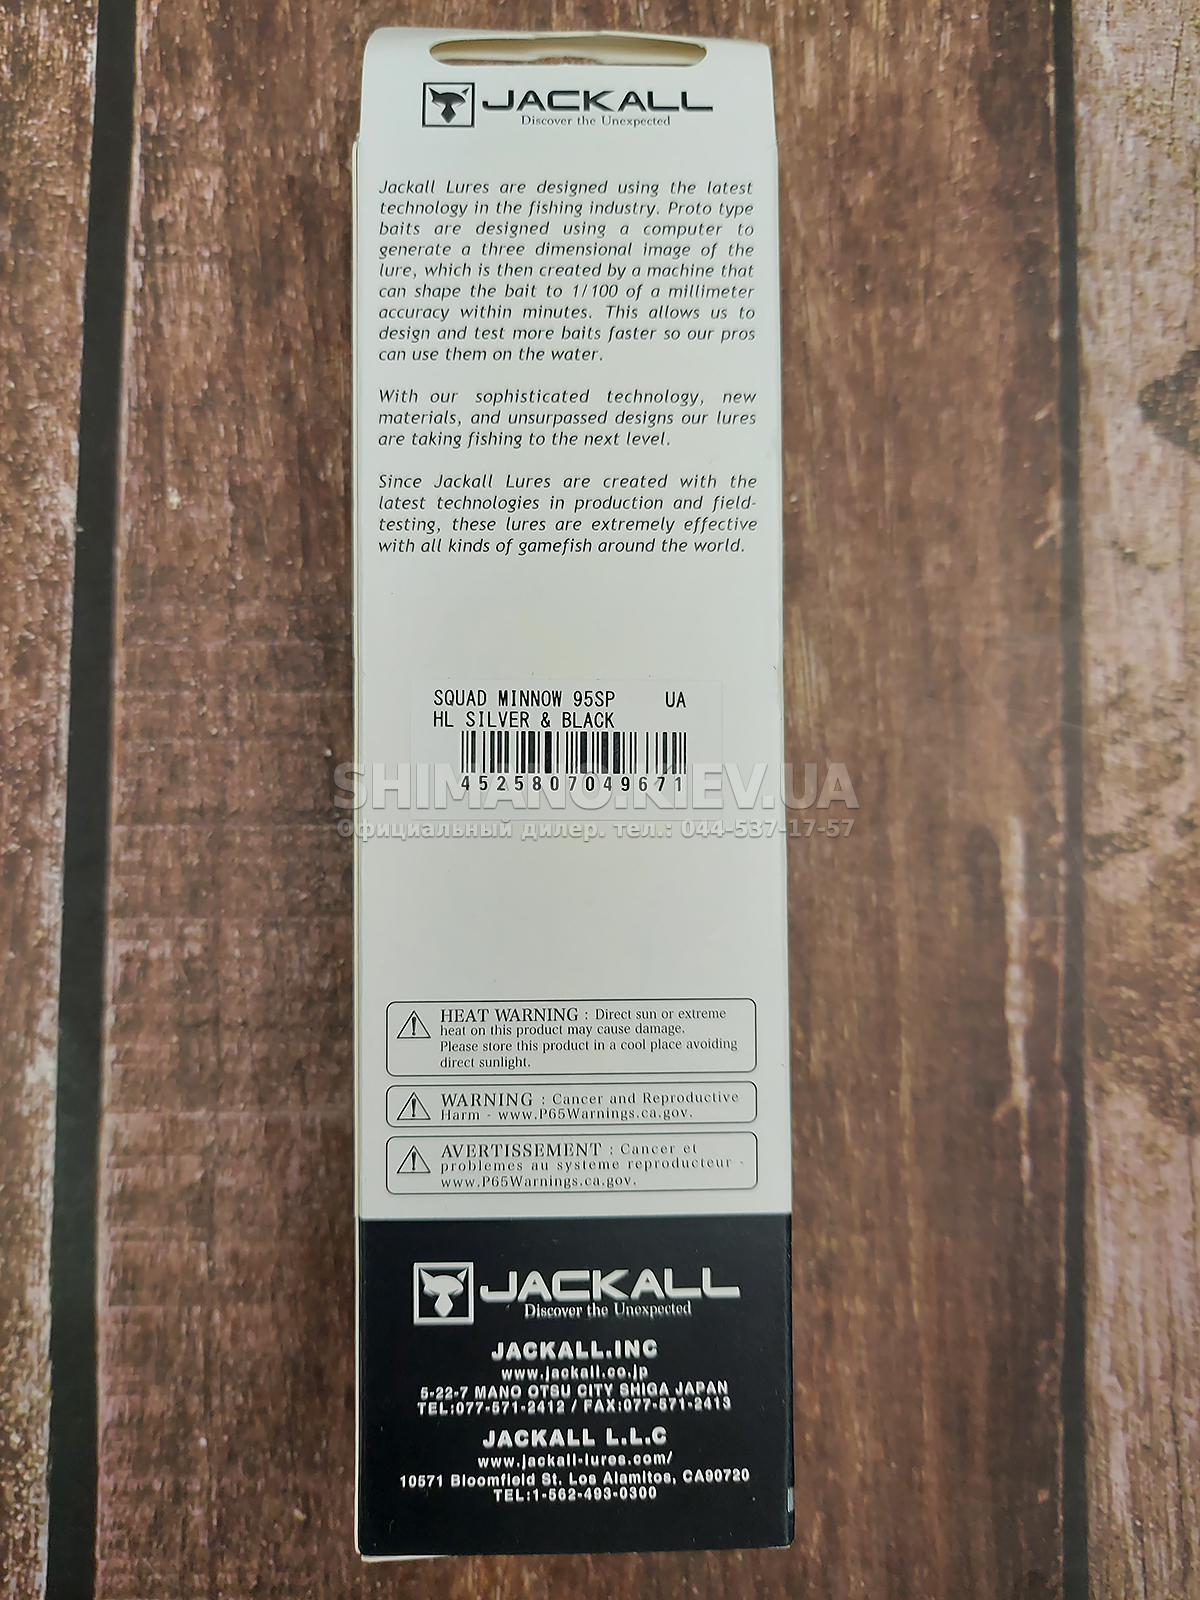 JACKALL
Discover the Unexpected
Jackall Lures are designed using the latest
technology in the fishing industry. Proto type
baits are designed using a computer to
generate a three dimensional image of the
lure, which is then created by a machine that
can shape the bait to 1/100 of a millimeter
accuracy within minutes. This allows us to
design and test more baits faster so our pros
can use them on the water.
With our sophisticated technology, new
materials, and unsurpassed designs our lures
are taking fishing to the next level.
Since Jackall Lures are created with the
latest technologies in production and field-
testing, these lures are extremely effective
with all kinds of gamefish around the world.
SQUAD MINNOW 95SP UA
HL SILVER & BLACK
4525807049671
SHIMANO.KIEV.UA
Официальный дилер. тел.: 044-537-17-57
HEAT WARNING : Direct sun or extreme
heat on this product may cause damage.
Please store this product in a cool place avoiding
direct sunlight.
WARNING : Cancer and Reproductive
Harm - www.P65Warnings.ca.gov.
AVERTISSEMENT : Cancer et
problemes au systeme reproducteur -
www.P65Warnings.ca.gov.
JACKALL
Discover the Unexpected
JACKALL.INC
www.jackall.co.jp
5-22-7 MANO OTSU CITY SHIGA JAPAN
TEL:077-571-2412 / FAX:077-571-2413
JACKALL L.L.C
www.jackall-lures.com/
10571 Bloomfield St. Los Alamitos, CA90720
TEL:1-562-493-0300